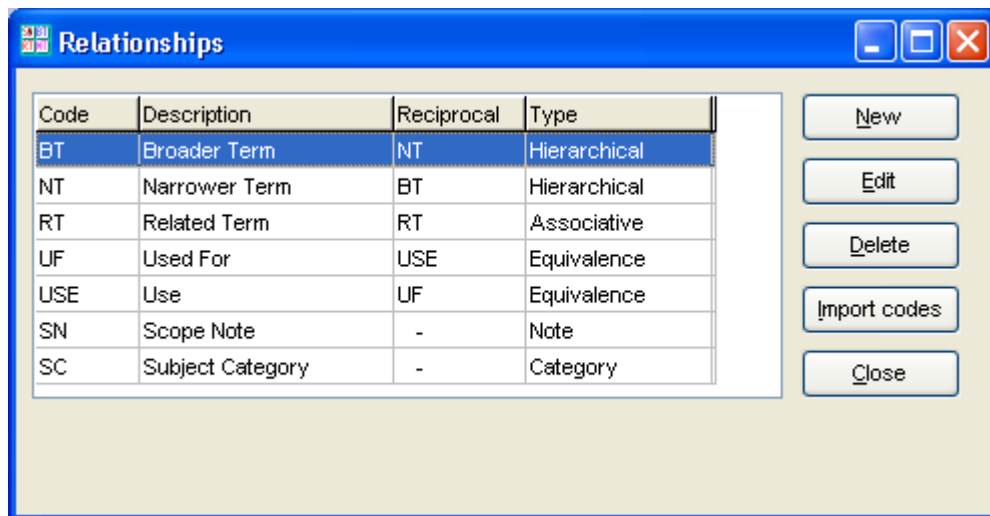 Relationships
Code Description Reciprocal Type
BT Broader Term NT Hierarchical
NT Narrower Term BT Hierarchical
RT Related Term RT Associative
UF Used For USE Equivalence
USE Use UF Equivalence
SN Scope Note - Note
SC Subject Category - Category
New
Edit
Delete
Import codes
Close